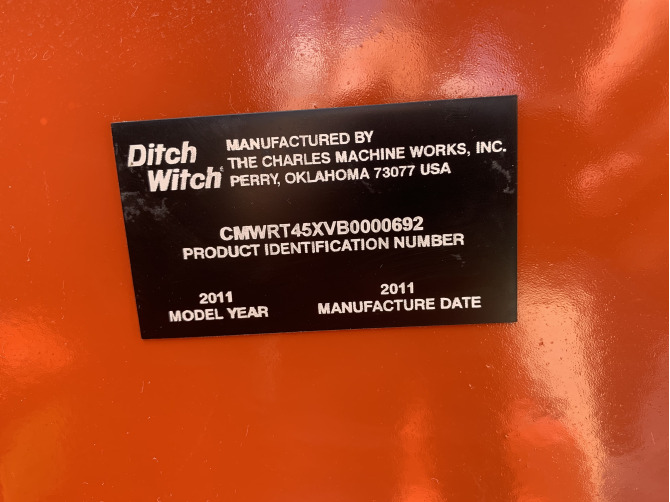 Ditch Witch
MANUFACTURED BY
THE CHARLES MACHINE WORKS, INC.
PERRY, OKLAHOMA 73077 USA
CMWRT45XVB0000692
PRODUCT IDENTIFICATION NUMBER
2011
MODEL YEAR
2011
MANUFACTURE DATE